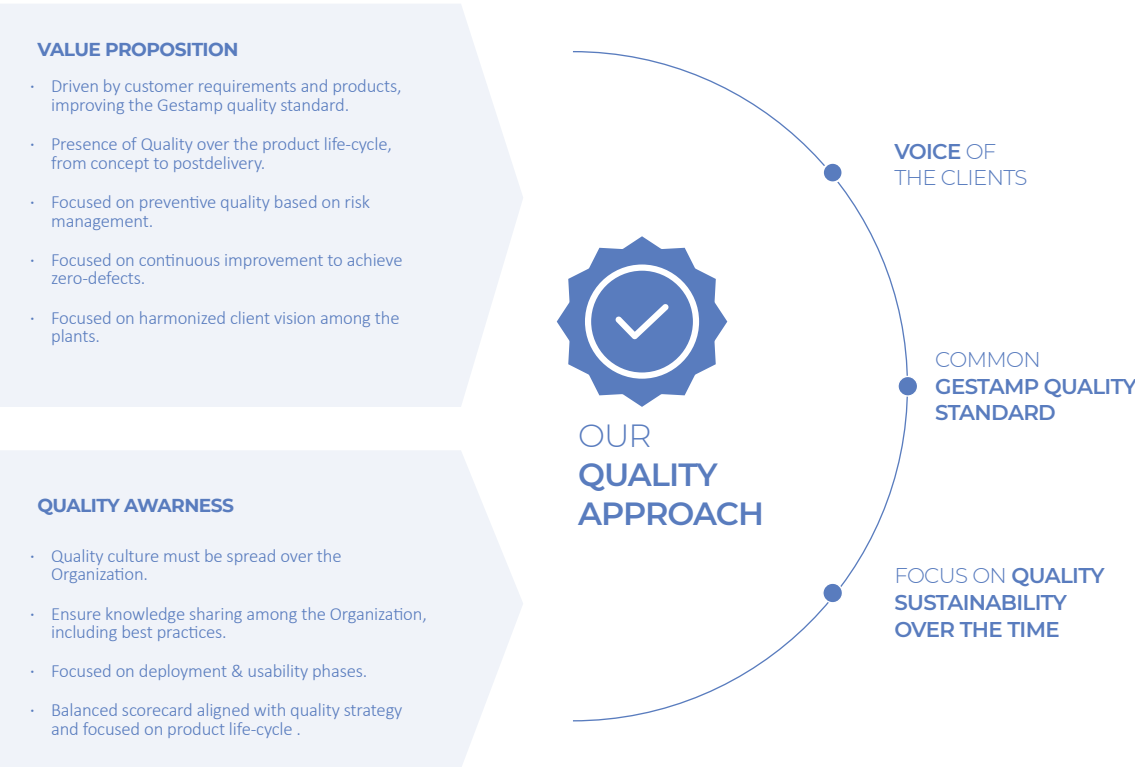 VALUE PROPOSITION
· Driven by customer requirements and products,
improving the Gestamp quality standard.
· Presence of Quality over the product life-cycle,
from concept to postdelivery.
· Focused on preventive quality based on risk
management.
· Focused on continuous improvement to achieve
zero-defects.
· Focused on harmonized client vision among the
plants.
QUALITY AWARNESS
· Quality culture must be spread over the
Organization.
· Ensure knowledge sharing among the Organization,
including best practices.
· Focused on deployment & usability phases.
· Balanced scorecard aligned with quality strategy
and focused on product life-cycle .
OUR
QUALITY
APPROACH
VOICE OF
THE CLIENTS
COMMON
GESTAMP QUALITY
STANDARD
FOCUS ON QUALITY
SUSTAINABILITY
OVER THE TIME